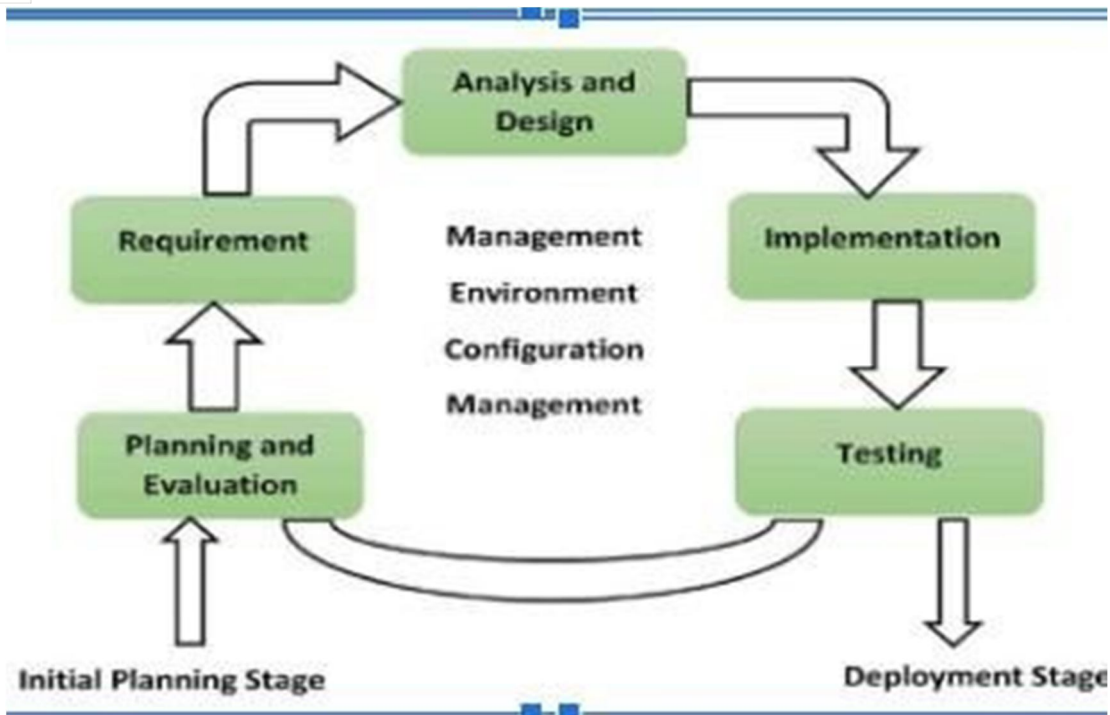 Analysis and
Design
Requirement
Implementation
Management
Environment
Configuration
Management
Planning and
Evaluation
Testing
Initial Planning Stage
Deployment Stage